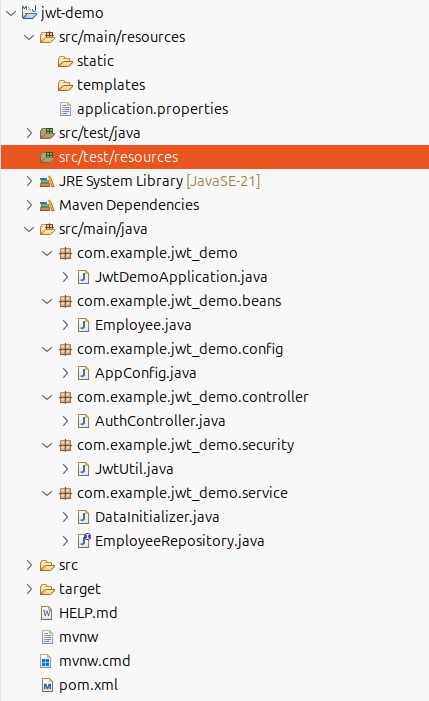 jwt-demo
src/main/resources
static
templates
application.properties
src/test/java
src/test/resources
JRE System Library [JavaSE-21]
Maven Dependencies
src/main/java
com.example.jwt_demo
JwtDemoApplication.java
com.example.jwt_demo.beans
Employee.java
com.example.jwt_demo.config
AppConfig.java
com.example.jwt_demo.controller
AuthController.java
com.example.jwt_demo.security
JwtUtil.java
com.example.jwt_demo.service
DataInitializer.java
EmployeeRepository.java
src
target
HELP.md
mvnw
mvnw.cmd
pom.xml